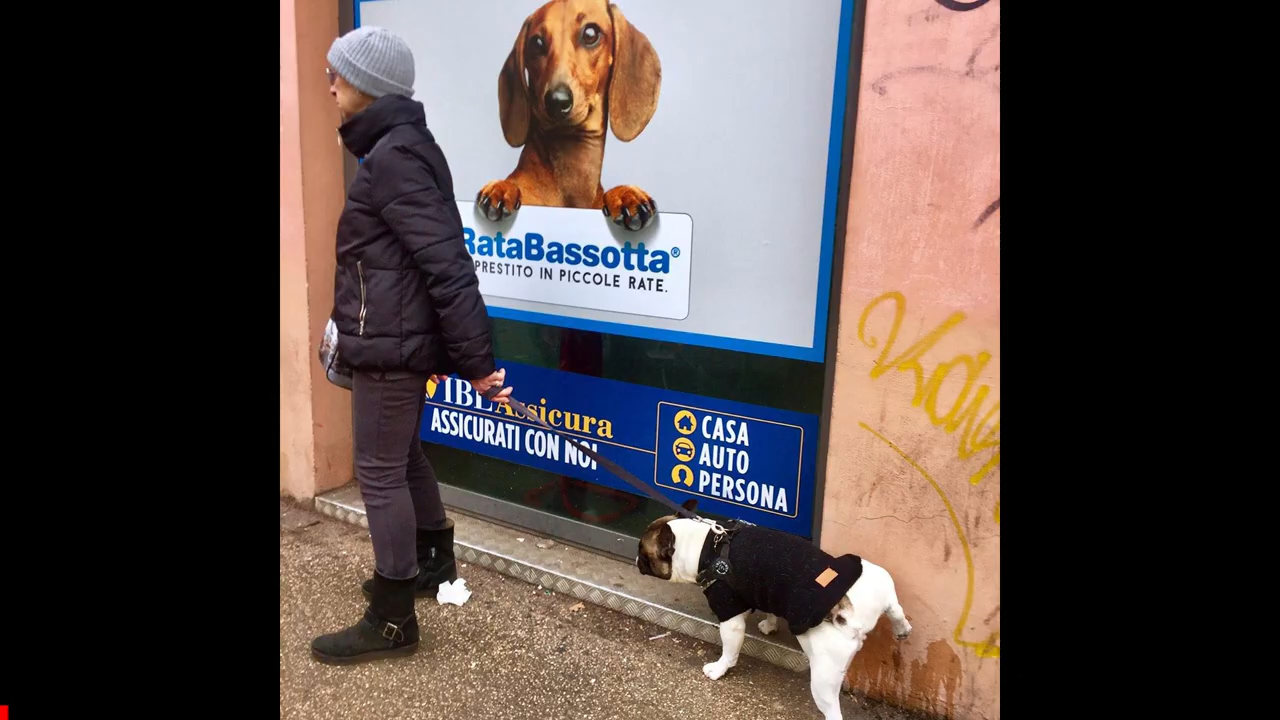 RataBassotta®
PRESTITO IN PICCOLE RATE.
IBL Assicura
ASSICURATI CON NOI
CASA
AUTO
PERSONA